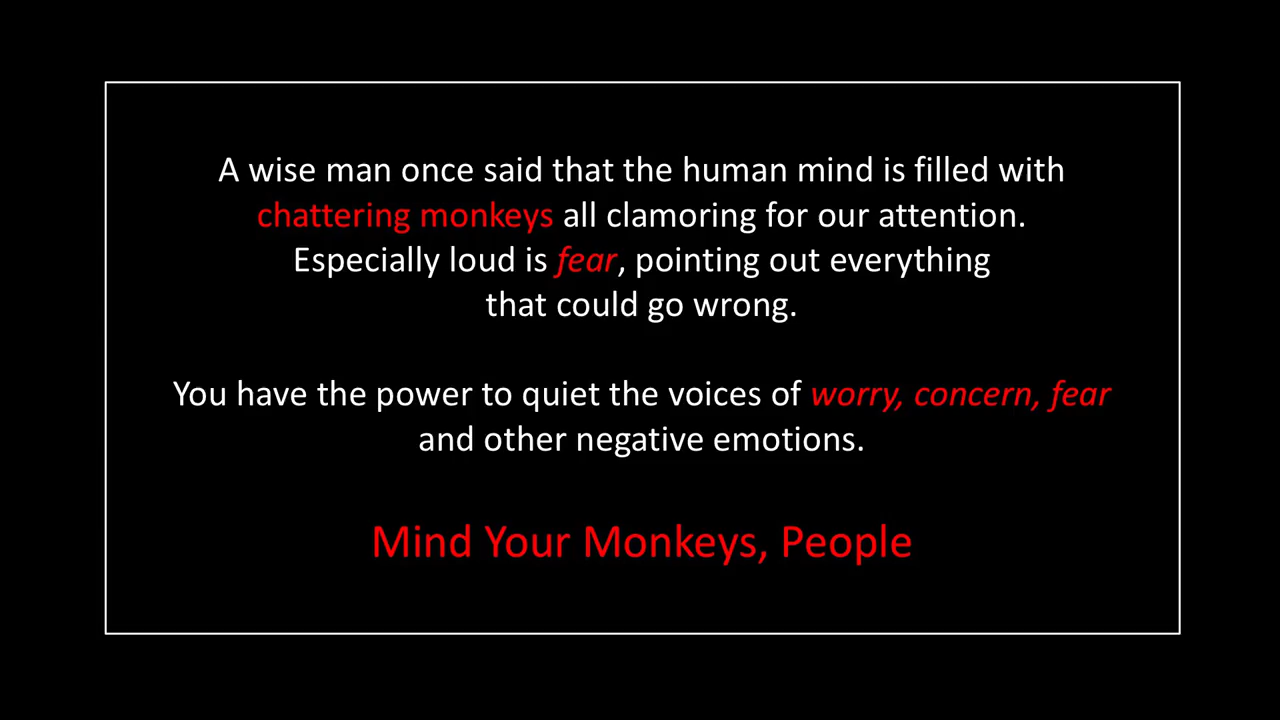 A wise man once said that the human mind is filled with
chattering monkeys all clamoring for our attention.
Especially loud is fear, pointing out everything
that could go wrong.
You have the power to quiet the voices of worry, concern, fear
and other negative emotions.
Mind Your Monkeys, People